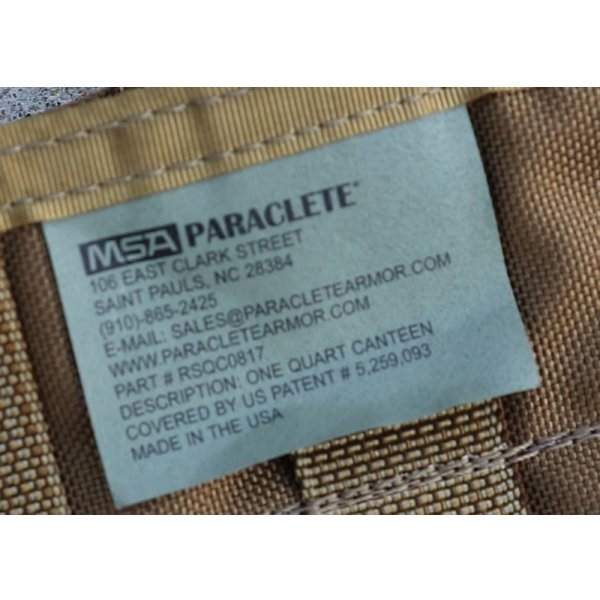 MSA PARACLETE®
106 EAST CLARK STREET
SAINT PAULS, NC 28384
(910)-865-2425
E-MAIL: SALES@PARACLETEARMOR.COM
WWW.PARACLETEARMOR.COM
PART # RSQC0817
DESCRIPTION: ONE QUART CANTEEN
COVERED BY US PATENT # 5,259,093
MADE IN THE USA